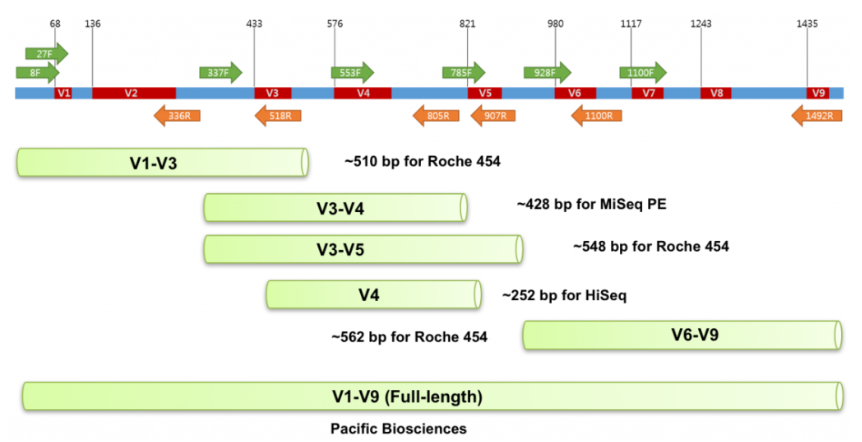 68 136 433 576 821 980 1117 1243 1435
27F
8F 337F 553F 785F 928F 1100F
V1 V2 V3 V4 V5 V6 V7 V8 V9
336R 518R 805R 907R 1100R 1492R
V1-V3 ~510 bp for Roche 454
V3-V4 ~428 bp for MiSeq PE
V3-V5 ~548 bp for Roche 454
V4 ~252 bp for HiSeq
~562 bp for Roche 454 V6-V9
V1-V9 (Full-length)
Pacific Biosciences